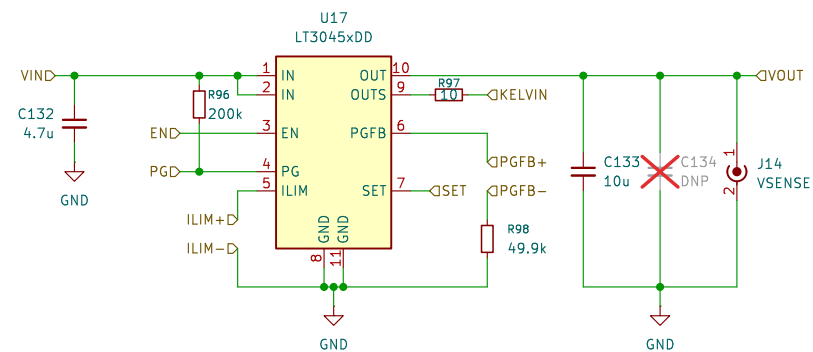 U17
LT3045xDD
VIN
1
IN
OUT
10
VOUT
2
IN
OUTS
9
R97
10
KELVIN
R96
200k
C132
4.7u
EN
3
EN
PGFB
6
PG
4
PG
PGFB+
5
ILIM
SET
7
SET
PGFB-
C133
10u
C134
DNP
1
2
J14
VSENSE
GND
ILIM+
ILIM-
GND
GND
8
11
R98
49.9k
GND
GND